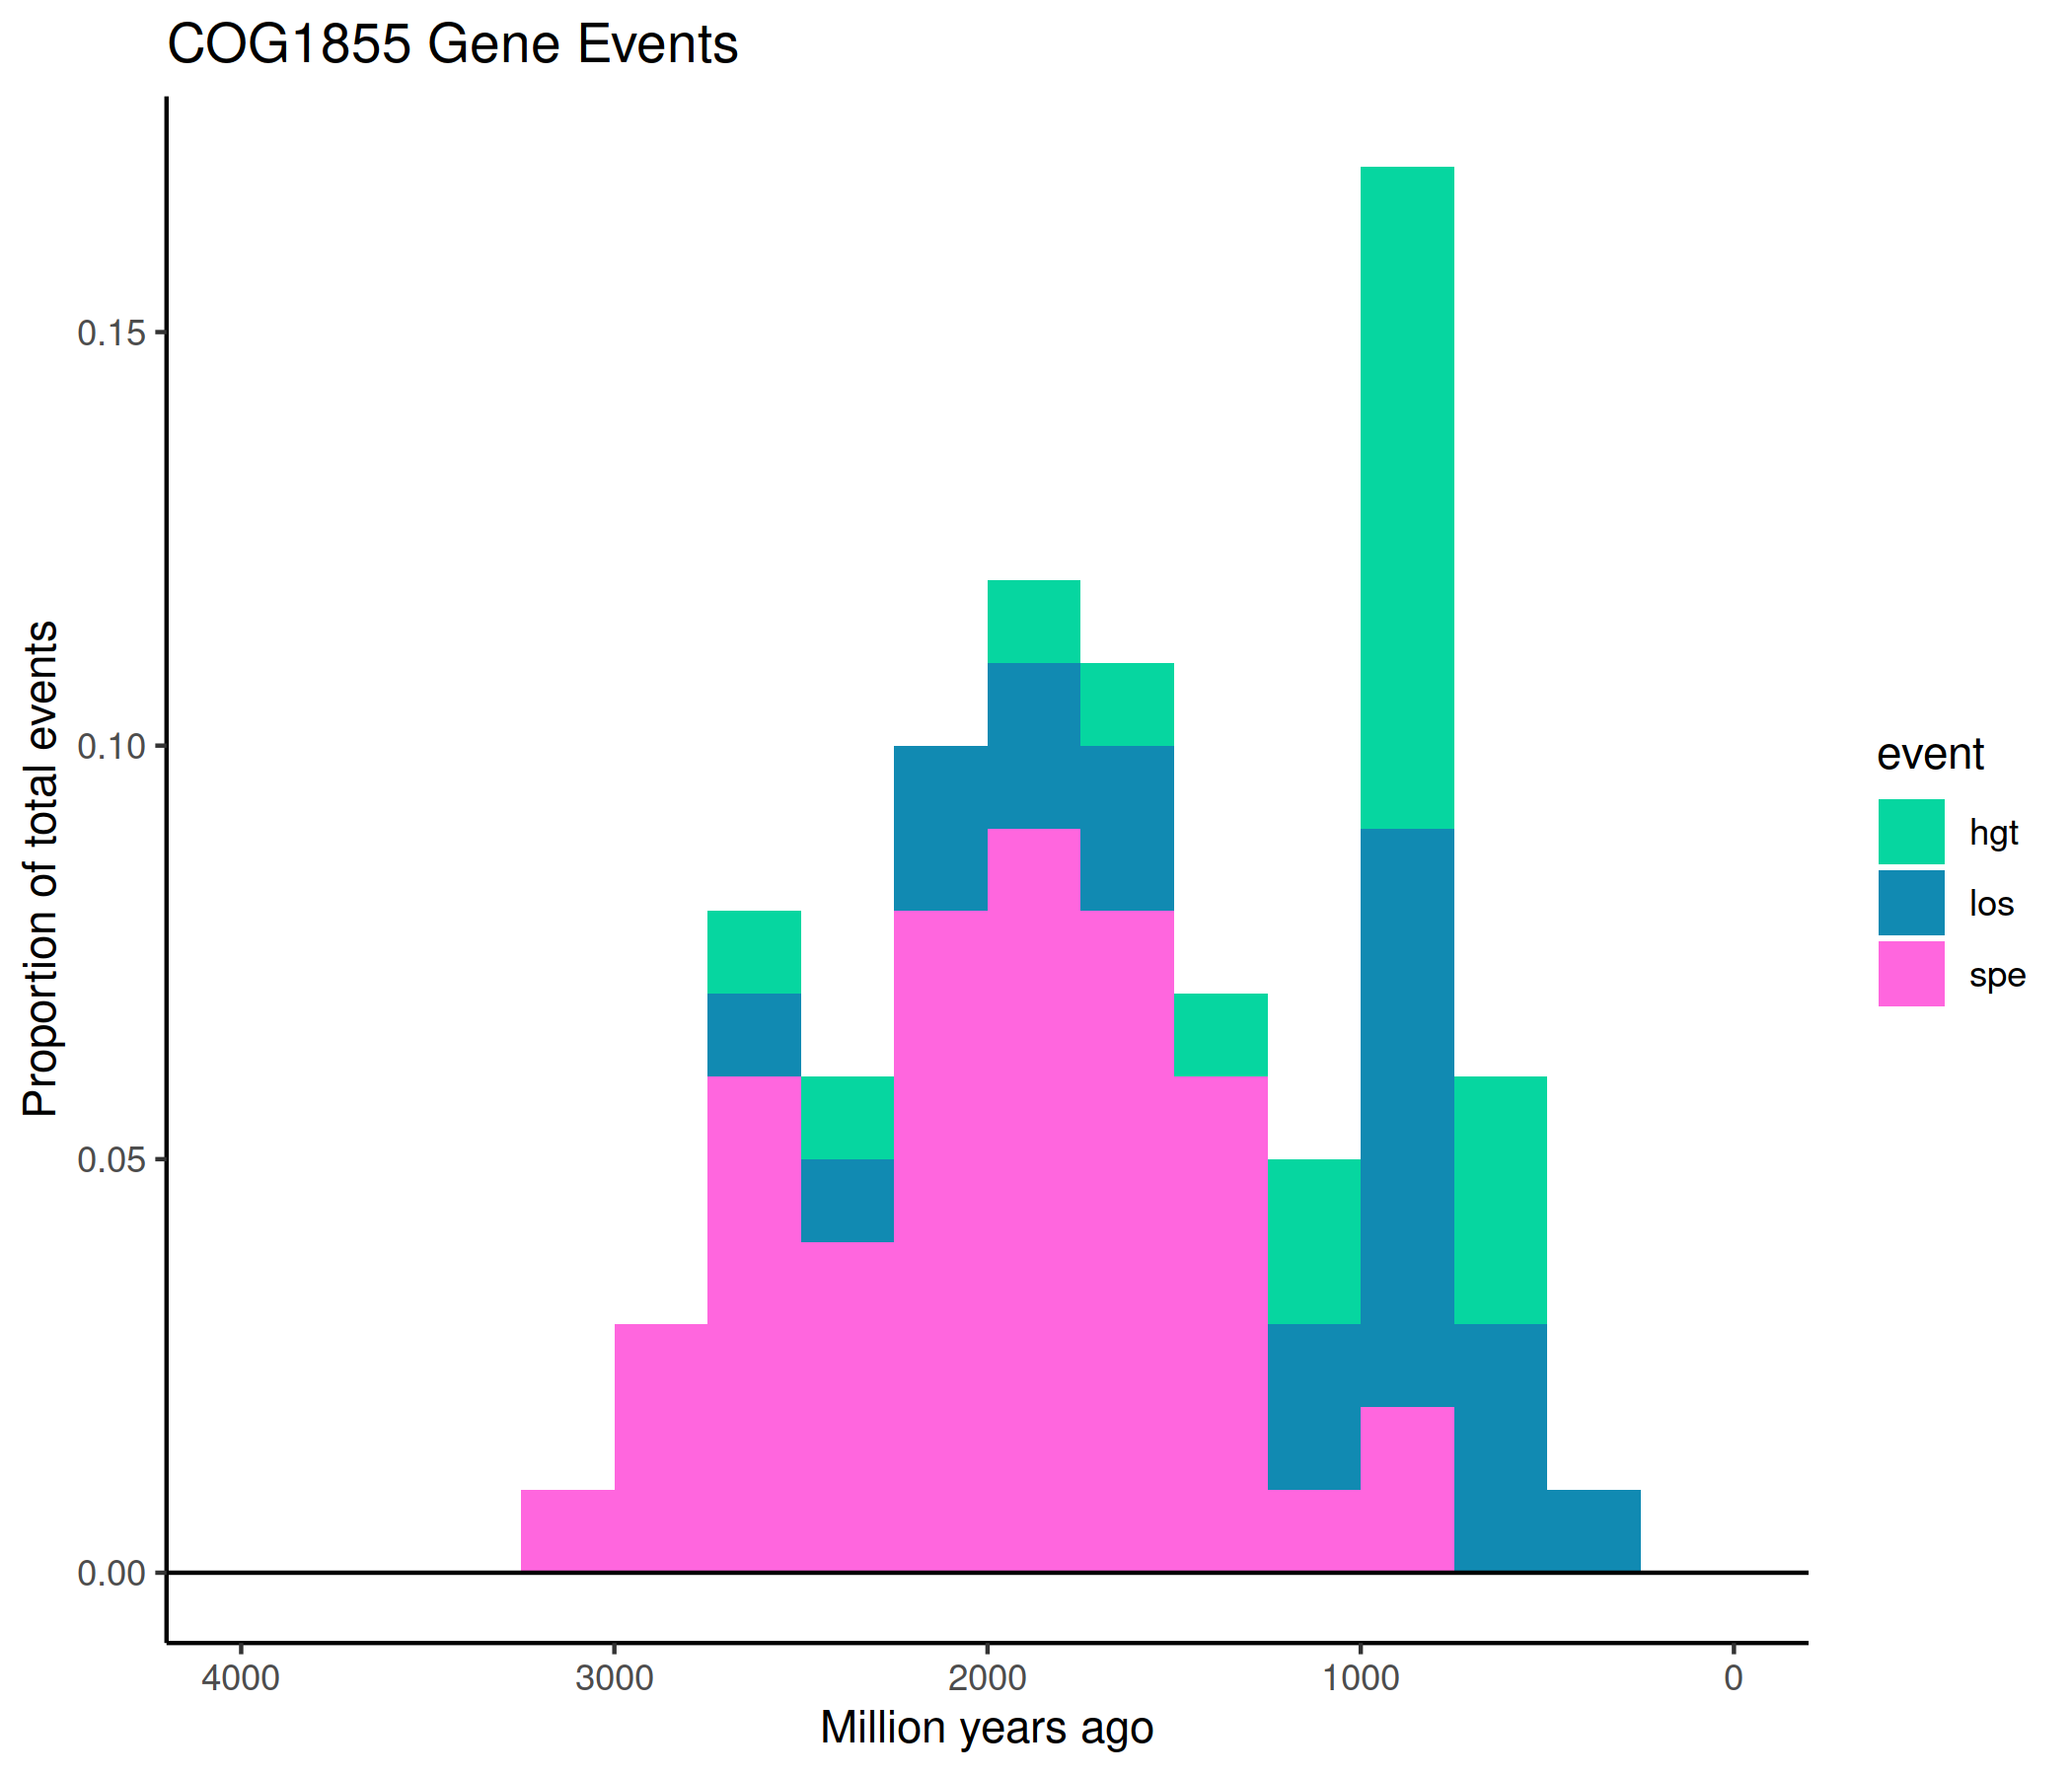 COG1855 Gene Events
Proportion of total events
0.15
0.10
0.05
0.00
4000 3000 2000 1000 0
Million years ago
event
hgt
los
spe